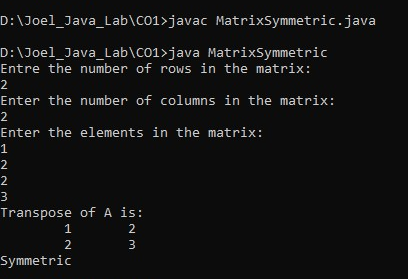 D:\Joel_Java_Lab\CO1>javac MatrixSymmetric.java
D:\Joel_Java_Lab\CO1>java MatrixSymmetric
Entre the number of rows in the matrix:
2
Enter the number of columns in the matrix:
2
Enter the elements in the matrix:
1
2
2
3
Transpose of A is:
1 2
2 3
Symmetric